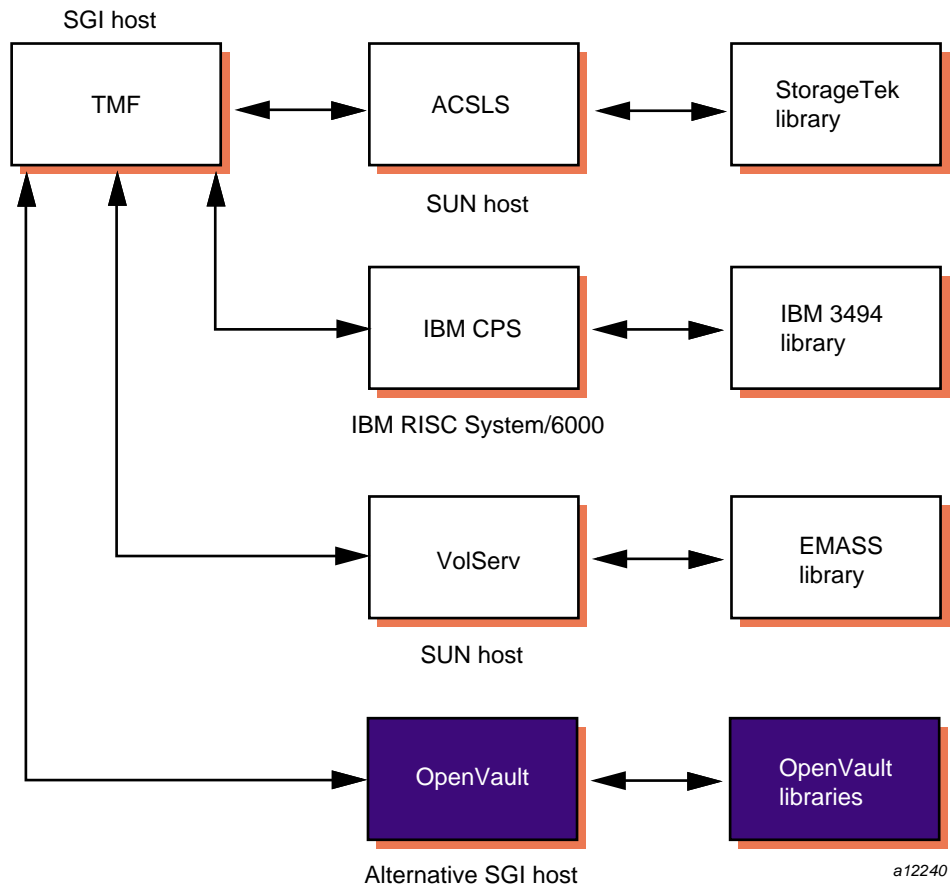 SGI host
TMF
ACSLS
StorageTek
library
SUN host
IBM CPS
IBM 3494
library
IBM RISC System/6000
VolServ
EMASS
library
SUN host
OpenVault
OpenVault
libraries
Alternative SGI host
a12240